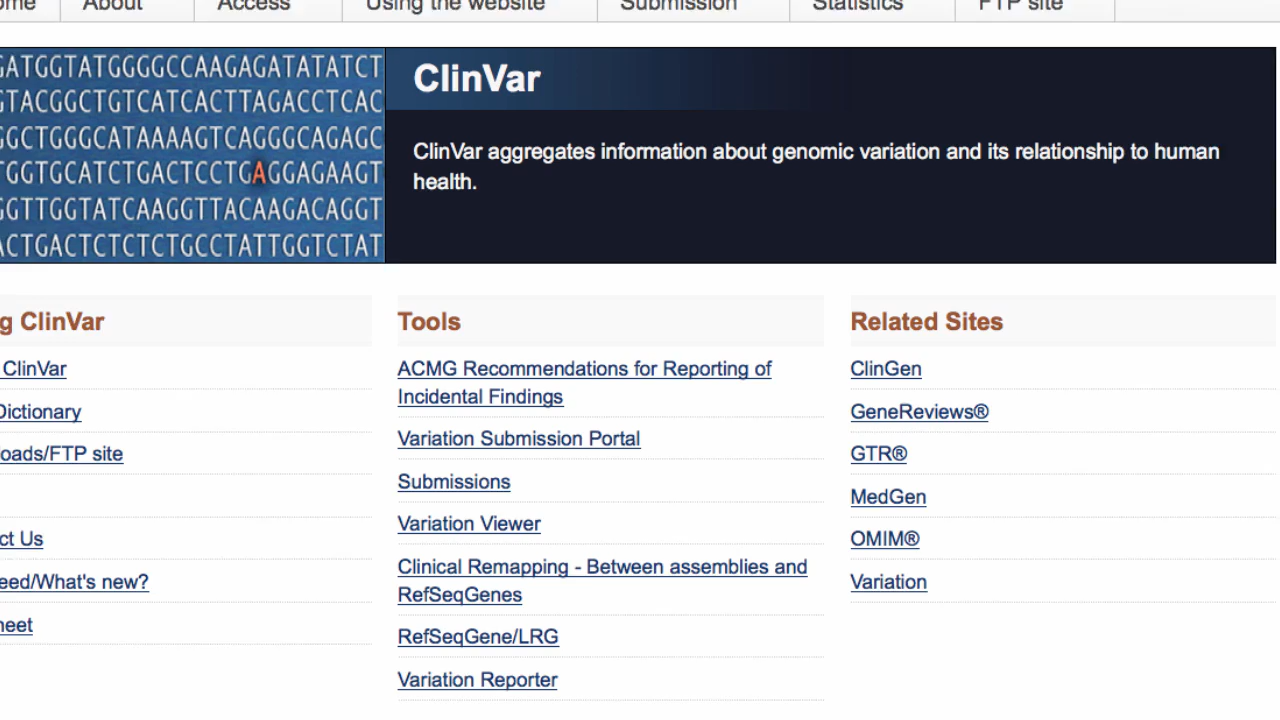 ome About Access Using the website Submission Statistics FTP site
GATGGTATGGGGCCAAGAGATATATCT
GTACGGCTGTCATCACTTAGACCTCAC
GGCTGGGCATAAAAGTCAGGGCAGAGC
TGGTGCATCTGACTCCTGAGGAGAAGT
GGTTGGTATCAAGGTTACAAGACAGGT
ACTGACTCTCTCTGCCTATTGGTCTAT
ClinVar
ClinVar aggregates information about genomic variation and its relationship to human
health.
g ClinVar
ClinVar
Dictionary
oads/FTP site
ct Us
eed/What's new?
heet
Tools
ACMG Recommendations for Reporting of
Incidental Findings
Variation Submission Portal
Submissions
Variation Viewer
Clinical Remapping - Between assemblies and
RefSeqGenes
RefSeqGene/LRG
Variation Reporter
Related Sites
ClinGen
GeneReviews®
GTR®
MedGen
OMIM®
Variation